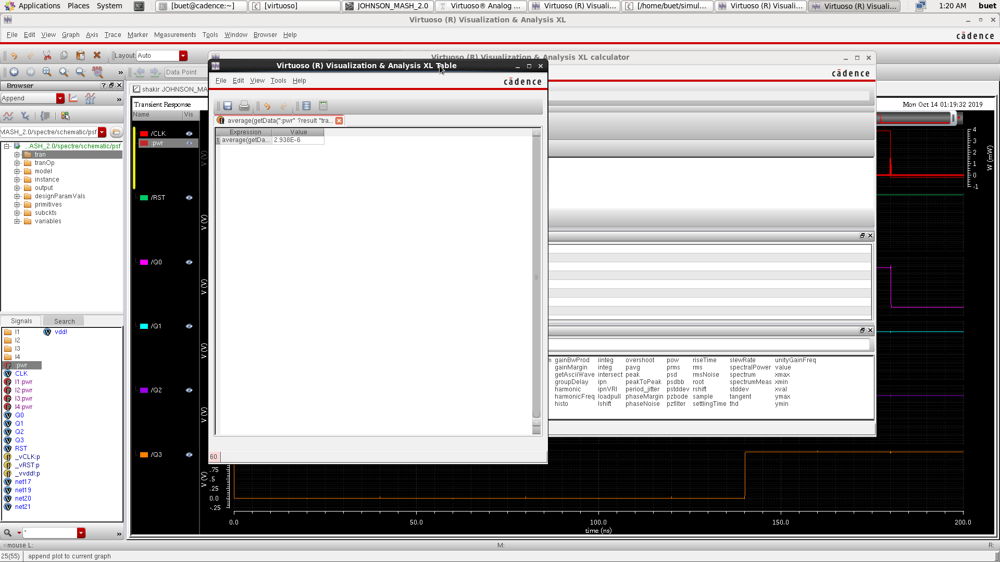 Applications Places System [buet@cadence:~] [virtuoso] JOHNSON_MASH_2.0 Virtuoso® Analog ... Virtuoso (R) Visuali... [/home/buet/simul... Virtuoso (R) Visuali... Virtuoso (R) Visuali... 1:20 AM buet
Virtuoso (R) Visualization & Analysis XL
File Edit View Graph Axis Trace Marker Measurements Tools Window Browser Help
cādence
Layout: Auto
Data Point
Browser
Append
MASH_2.0/spectre/schematic/psf
...ASH_2.0/spectre/schematic/psf
tran
tranOp
model
instance
output
designParamVals
primitives
subckts
variables
Signals Search
I1
I2
I3
I4
:pwr
CLK
I1:pwr
I2:pwr
I3:pwr
I4:pwr
Q0
Q1
Q2
Q3
RST
_vCLK:p
_vRST:p
_vvdd!:p
net17
net19
net20
net21
vdd!
*
shakir JOHNSON_MA
Transient Response
Name Vis
/CLK
:pwr
/RST
/Q0
/Q1
/Q2
/Q3
V (V)
V (V)
V (V)
V (V)
V (V)
V (V)
Virtuoso (R) Visualization & Analysis XL calculator
cādence
Virtuoso (R) Visualization & Analysis XL Table
File Edit View Tools Help
cādence
average(getData(":pwr" ?result "tra...
Expression Value
1 average(getDa... 2.938E-6
60
m gainBwProd iinteg overshoot pow riseTime slewRate unityGainFreq
gainMargin integ pavg prms rms spectralPower value
getAsciiWave intersect peak psd rmsNoise spectrum xmax
groupDelay ipn peakToPeak psdbb root spectrumMeas xmin
harmonic ipnVRI period_jitter pstddev rshift stddev xval
harmonicFreq loadpull phaseMargin pzbode sample tangent ymax
histo lshift phaseNoise pzfilter settlingTime thd ymin
Mon Oct 14 01:19:32 2019
4
3
2
1
0
-1
W (mW)
.75
.5
.25
0.0
-.25
0.0 50.0 100.0 150.0 200.0
time (ns)
mouse L: M: R:
25(55) append plot to current graph